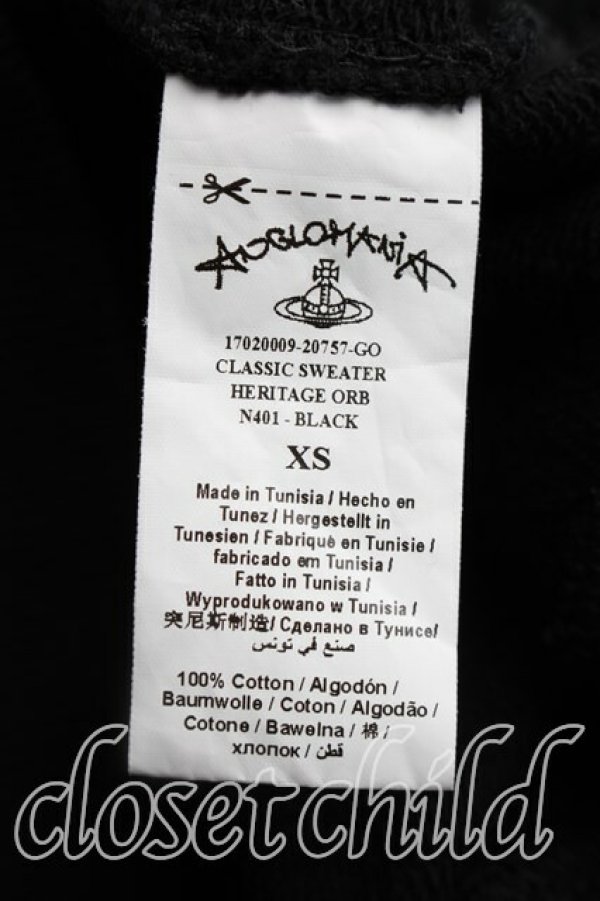 ANGLOMANIA
17020009-20757-GO
CLASSIC SWEATER
HERITAGE ORB
N401 - BLACK
XS
Made in Tunisia / Hecho en
Tunez / Hergestellt in
Tunesien / Fabriqué en Tunisie /
fabricado em Tunisia /
Fatto in Tunisia /
Wyprodukowano w Tunisia /
突尼斯制造/ Сделано в Тунисе/
صنع في تونس
100% Cotton / Algodón /
Baumwolle / Coton / Algodão /
Cotone / Bawelna / 棉 /
хлопок / قطن
closet child